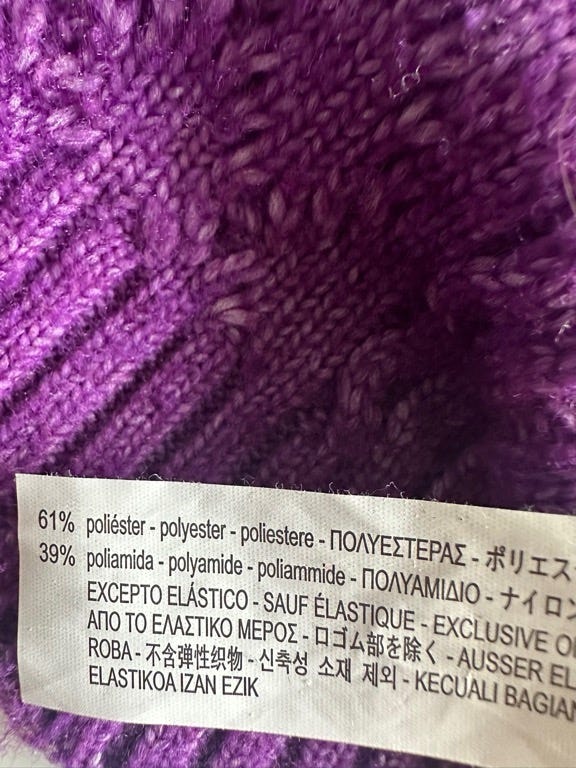 61% poliéster - polyester - poliestere - ΠΟΛΥΕΣΤΕΡΑΣ - ポリエス
39% poliamida - polyamide - poliammide - ΠΟΛΥΑΜΙΔΙΟ - ナイロン
EXCEPTO ELÁSTICO - SAUF ÉLASTIQUE - EXCLUSIVE
ΑΠΟ ΤΟ ΕΛΑΣΤΙΚΟ ΜΕΡΟΣ - ロゴム部を除く - AUSSER EL
ROBA - 不含弹性织物 - 신축성 소재 제외 - KECUALI BAGIAN
ELASTIKOA IZAN EZIK